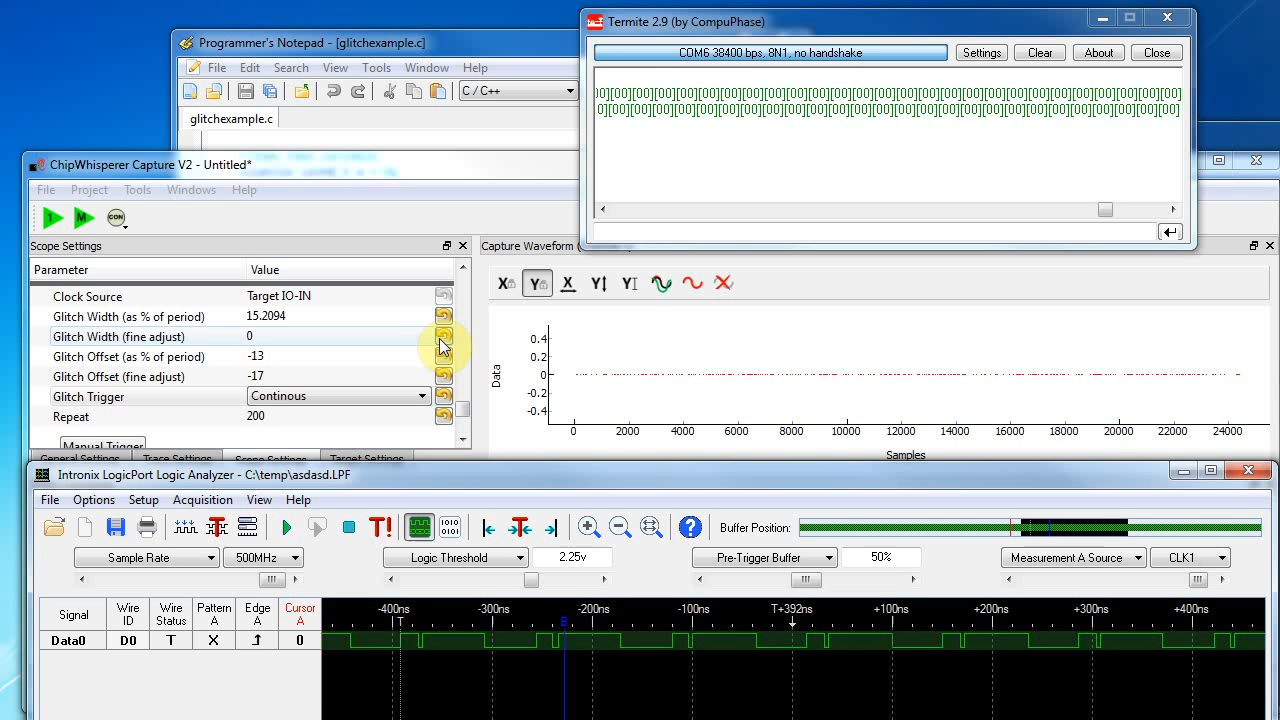 Termite 2.9 (by CompuPhase)
COM6 38400 bps, 8N1, no handshake
Settings
Clear
About
Close
00][00][00][00][00][00][00][00][00][00][00][00][00][00][00][00][00][00][00][00][00][00][00][00][00][00][00]
0][00][00][00][00][00][00][00][00][00][00][00][00][00][00][00][00][00][00][00][00][00][00][00][00][00][00]
Programmer's Notepad - [glitchexample.c]
File Edit Search View Tools Window Help
C / C++
glitchexample.c
ChipWhisperer Capture V2 - Untitled*
File Project Tools Windows Help
1 M CON
Scope Settings
Capture Waveform (
Parameter Value
Clock Source Target IO-IN
Glitch Width (as % of period) 15.2094
Glitch Width (fine adjust) 0
Glitch Offset (as % of period) -13
Glitch Offset (fine adjust) -17
Glitch Trigger Continous
Repeat 200
Manual Trigger
General Settings Trace Settings Scope Settings Target Settings
X Y X Y Y
Data
0.4
0.2
0
-0.2
-0.4
0 2000 4000 6000 8000 10000 12000 14000 16000 18000 20000 22000 24000
Samples
Intronix LogicPort Logic Analyzer - C:\temp\asdasd.LPF
File Options Setup Acquisition View Help
Buffer Position:
Sample Rate 500MHz Logic Threshold 2.25v Pre-Trigger Buffer 50% Measurement A Source CLK1
Signal Wire ID Wire Status Pattern A Edge A Cursor A
-400ns -300ns -200ns -100ns T+392ns +100ns +200ns +300ns +400ns
T B
Data0 D0 T X 0